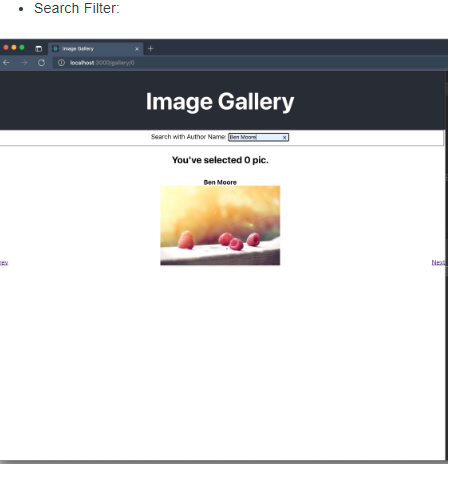 Search Filter:
Image Gallery
localhost:3000/gallery/0
Image Gallery
Search with Author Name: Ben Moore
You've selected 0 pic.
Ben Moore
rev
Next